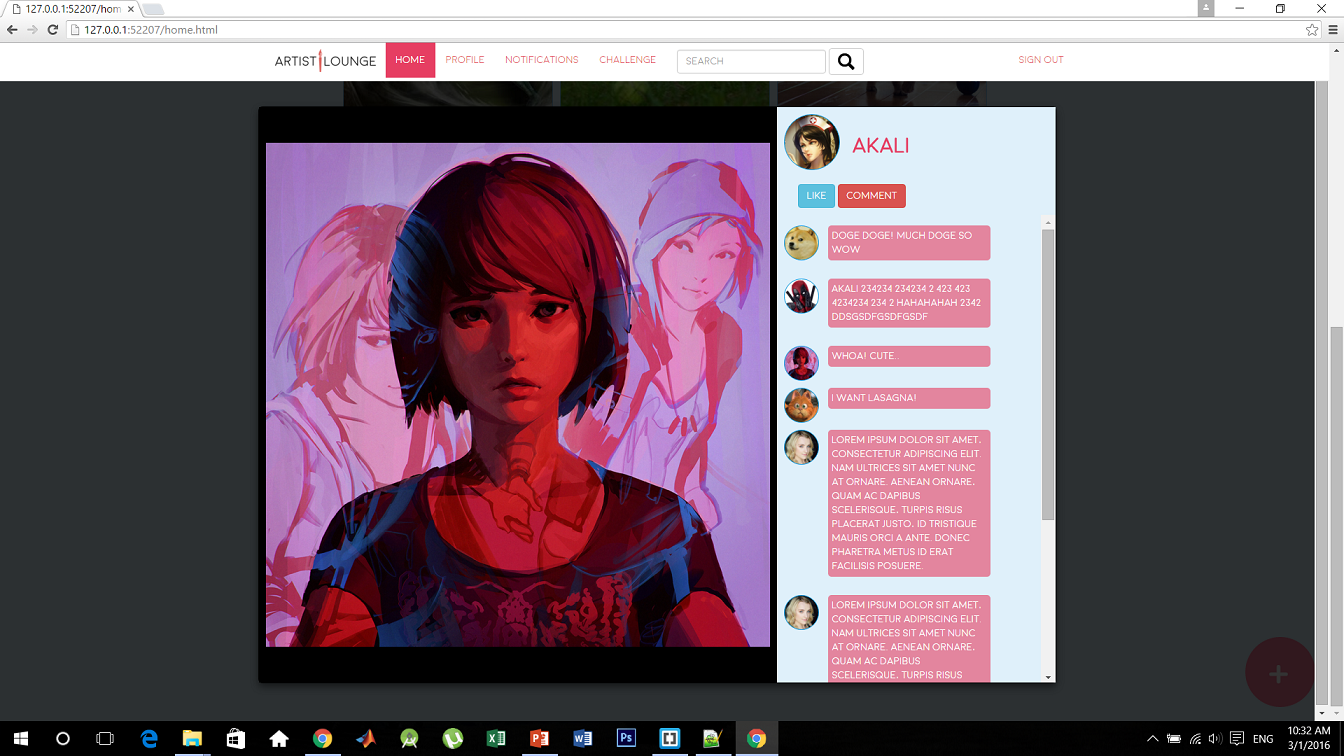 127.0.0.1:52207/hom
127.0.0.1:52207/home.html
ARTIST LOUNGE
HOME
PROFILE
NOTIFICATIONS
CHALLENGE
SEARCH
SIGN OUT
AKALI
LIKE
COMMENT
DOGE DOGE! MUCH DOGE SO
WOW
AKALI 234234 234234 2 423 423
4234234 234 2 HAHAHAHAH 2342
DDSGSDFGSDFGSDF
WHOA! CUTE..
I WANT LASAGNA!
LOREM IPSUM DOLOR SIT AMET,
CONSECTETUR ADIPISCING ELIT.
NAM ULTRICES SIT AMET NUNC
AT ORNARE. AENEAN ORNARE,
QUAM AC DAPIBUS
SCELERISQUE, TURPIS RISUS
PLACERAT JUSTO, ID TRISTIQUE
MAURIS ORCI A ANTE. DONEC
PHARETRA METUS ID ERAT
FACILISIS POSUERE.
LOREM IPSUM DOLOR SIT AMET,
CONSECTETUR ADIPISCING ELIT.
NAM ULTRICES SIT AMET NUNC
AT ORNARE. AENEAN ORNARE,
QUAM AC DAPIBUS
SCELERISQUE, TURPIS RISUS
+
ENG
10:32 AM
3/1/2016